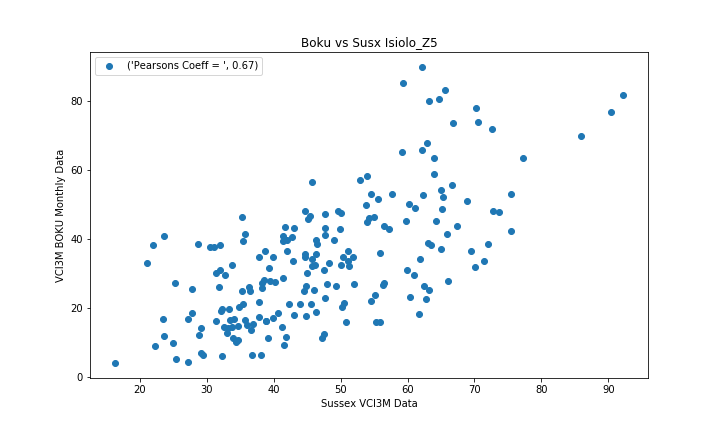 Boku vs Susx Isiolo_Z5
('Pearsons Coeff = ', 0.67)
VCI3M BOKU Monthly Data
80
60
40
20
0
20 30 40 50 60 70 80 90
Sussex VCI3M Data